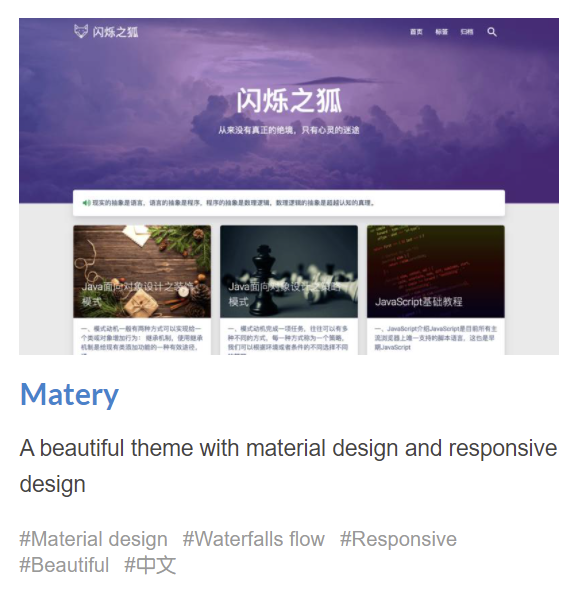 闪烁之狐
首页 标签 归档
闪烁之狐
从来没有真正的绝境，只有心灵的迷途
现实的抽象是语言，语言的抽象是程序，程序的抽象是数理逻辑，数理逻辑的抽象是超越认知的真理。
Java面向对象设计之装饰
模式
Java面向对象设计之策略
模式
JavaScript基础教程
一、模式动机一般有两种方式可以实现给一
个类或对象增加行为： 继承机制，使用继承
机制是给现有类添加功能的一种有效途径，
一、模式动机完成一项任务，往往可以有多
种不同的方式，每一种方式称为一个策略，
我们可以根据环境或者条件的不同选择不同
一、JavaScript介绍JavaScript是目前所有主
流浏览器上唯一支持的脚本语言，这也是早
期JavaScript
Matery
A beautiful theme with material design and responsive
design
#Material design #Waterfalls flow #Responsive
#Beautiful #中文